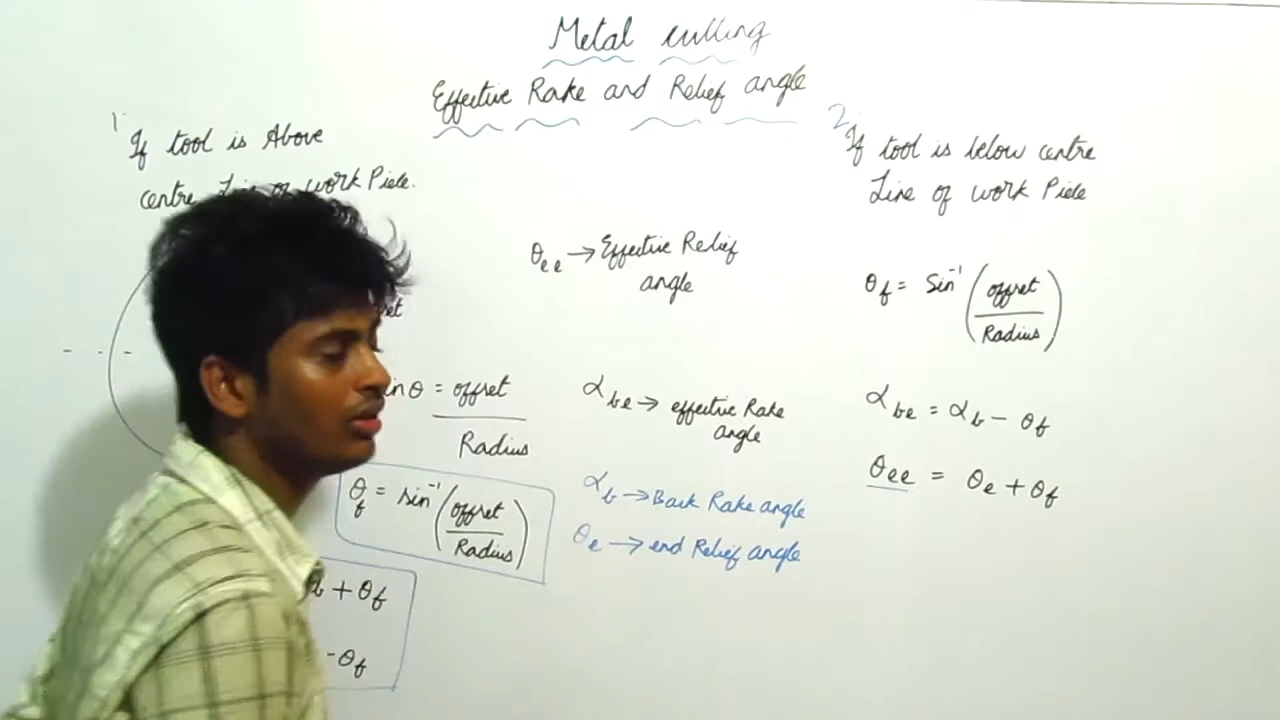 Metal cutting
Effective Rake and Relief angle
1
If tool is Above
centre Line of work Piece.
sinθ = offset
Radius
θf = sin⁻¹(offset
Radius)
+ θf
-θf
θee → Effective Relief
angle
αbe → effective Rake
angle
αb → Back Rake angle
θe → end Relief angle
2
If tool is below centre
Line of work Piece
θf = Sin⁻¹(offset
Radius)
αbe = αb - θf
θee = θe + θf